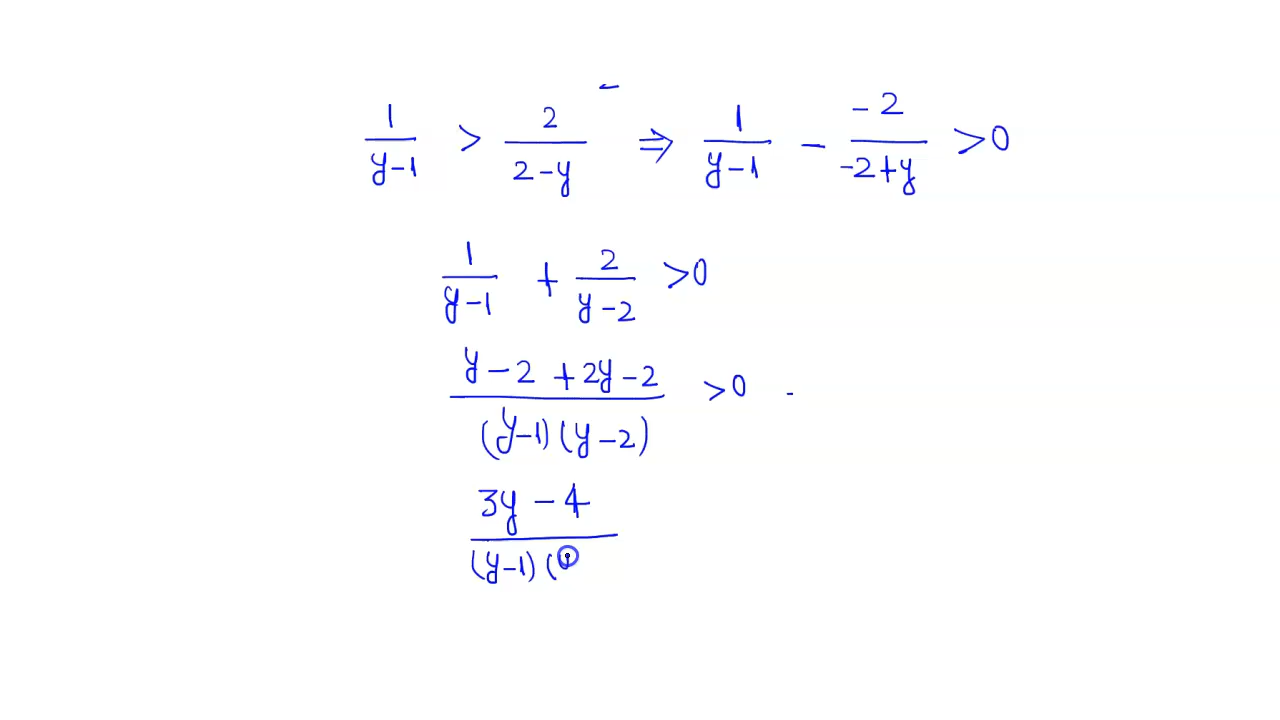 1/(y-1) > 2/(2-y) ⇒ 1/(y-1) - -2/(-2+y) >0
1/(y-1) + 2/(y-2) >0
(y-2+2y-2)/((y-1)(y-2)) >0
(3y-4)/((y-1)(